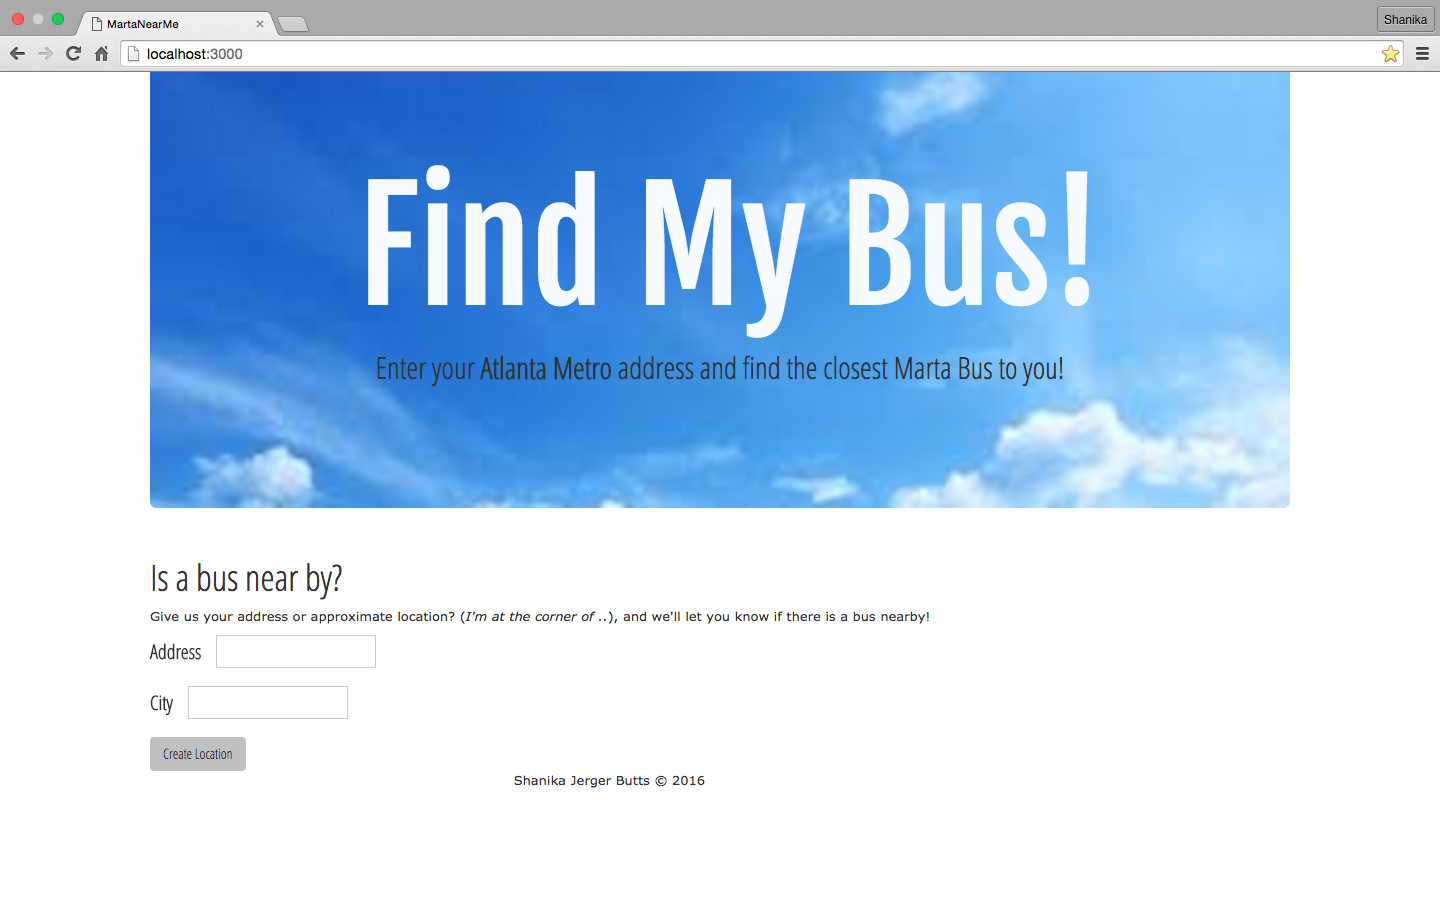 MartaNearMe
Shanika
localhost:3000
Find My Bus!
Enter your Atlanta Metro address and find the closest Marta Bus to you!
Is a bus near by?
Give us your address or approximate location? (I'm at the corner of ..), and we'll let you know if there is a bus nearby!
Address
City
Create Location
Shanika Jerger Butts © 2016